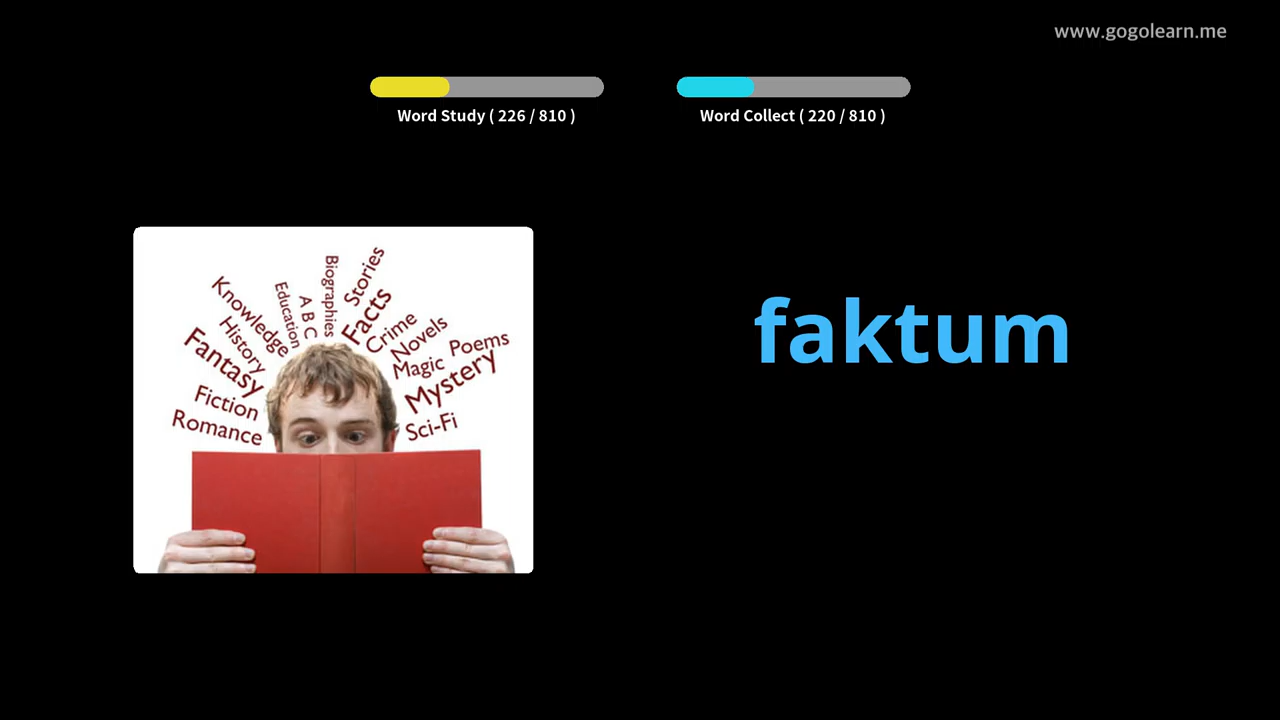 www.gogolearn.me
Word Study ( 226 / 810 )
Word Collect ( 220 / 810 )
faktum
Biographies
Stories
Education
A B C
Facts
Knowledge
History
Crime
Novels
Poems
Fantasy
Magic
Mystery
Fiction
Romance
Sci-Fi